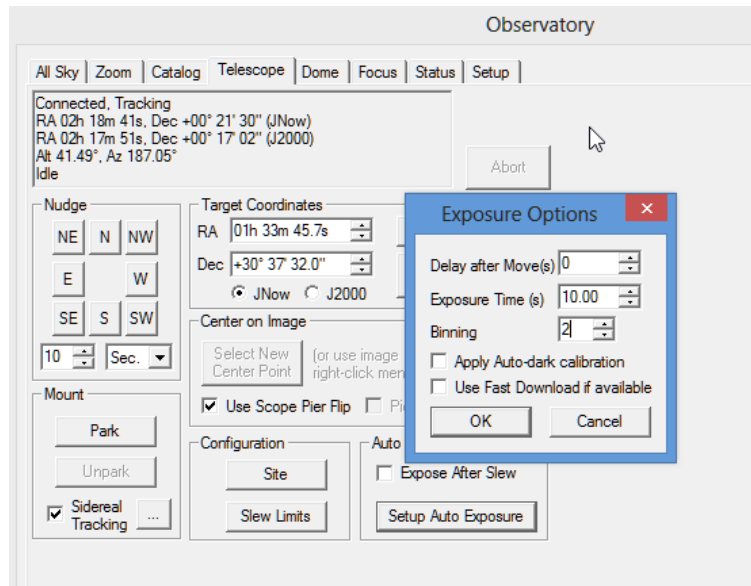 Observatory
All Sky Zoom Catalog Telescope Dome Focus Status Setup
Connected, Tracking
RA 02h 18m 41s, Dec +00° 21' 30" (JNow)
RA 02h 17m 51s, Dec +00° 17' 02" (J2000)
Alt 41.49°, Az 187.05°
Idle
Abort
Nudge
NE N NW
E W
SE S SW
10 Sec.
Target Coordinates
RA 01h 33m 45.7s
Dec +30° 37' 32.0"
JNow J2000
Center on Image
Select New
Center Point
(or use image
right-click men
Use Scope Pier Flip
Mount
Park
Unpark
Sidereal
Tracking ...
Configuration
Site
Slew Limits
Auto
Expose After Slew
Setup Auto Exposure
Exposure Options
Delay after Move(s) 0
Exposure Time (s) 10.00
Binning 2
Apply Auto-dark calibration
Use Fast Download if available
OK Cancel